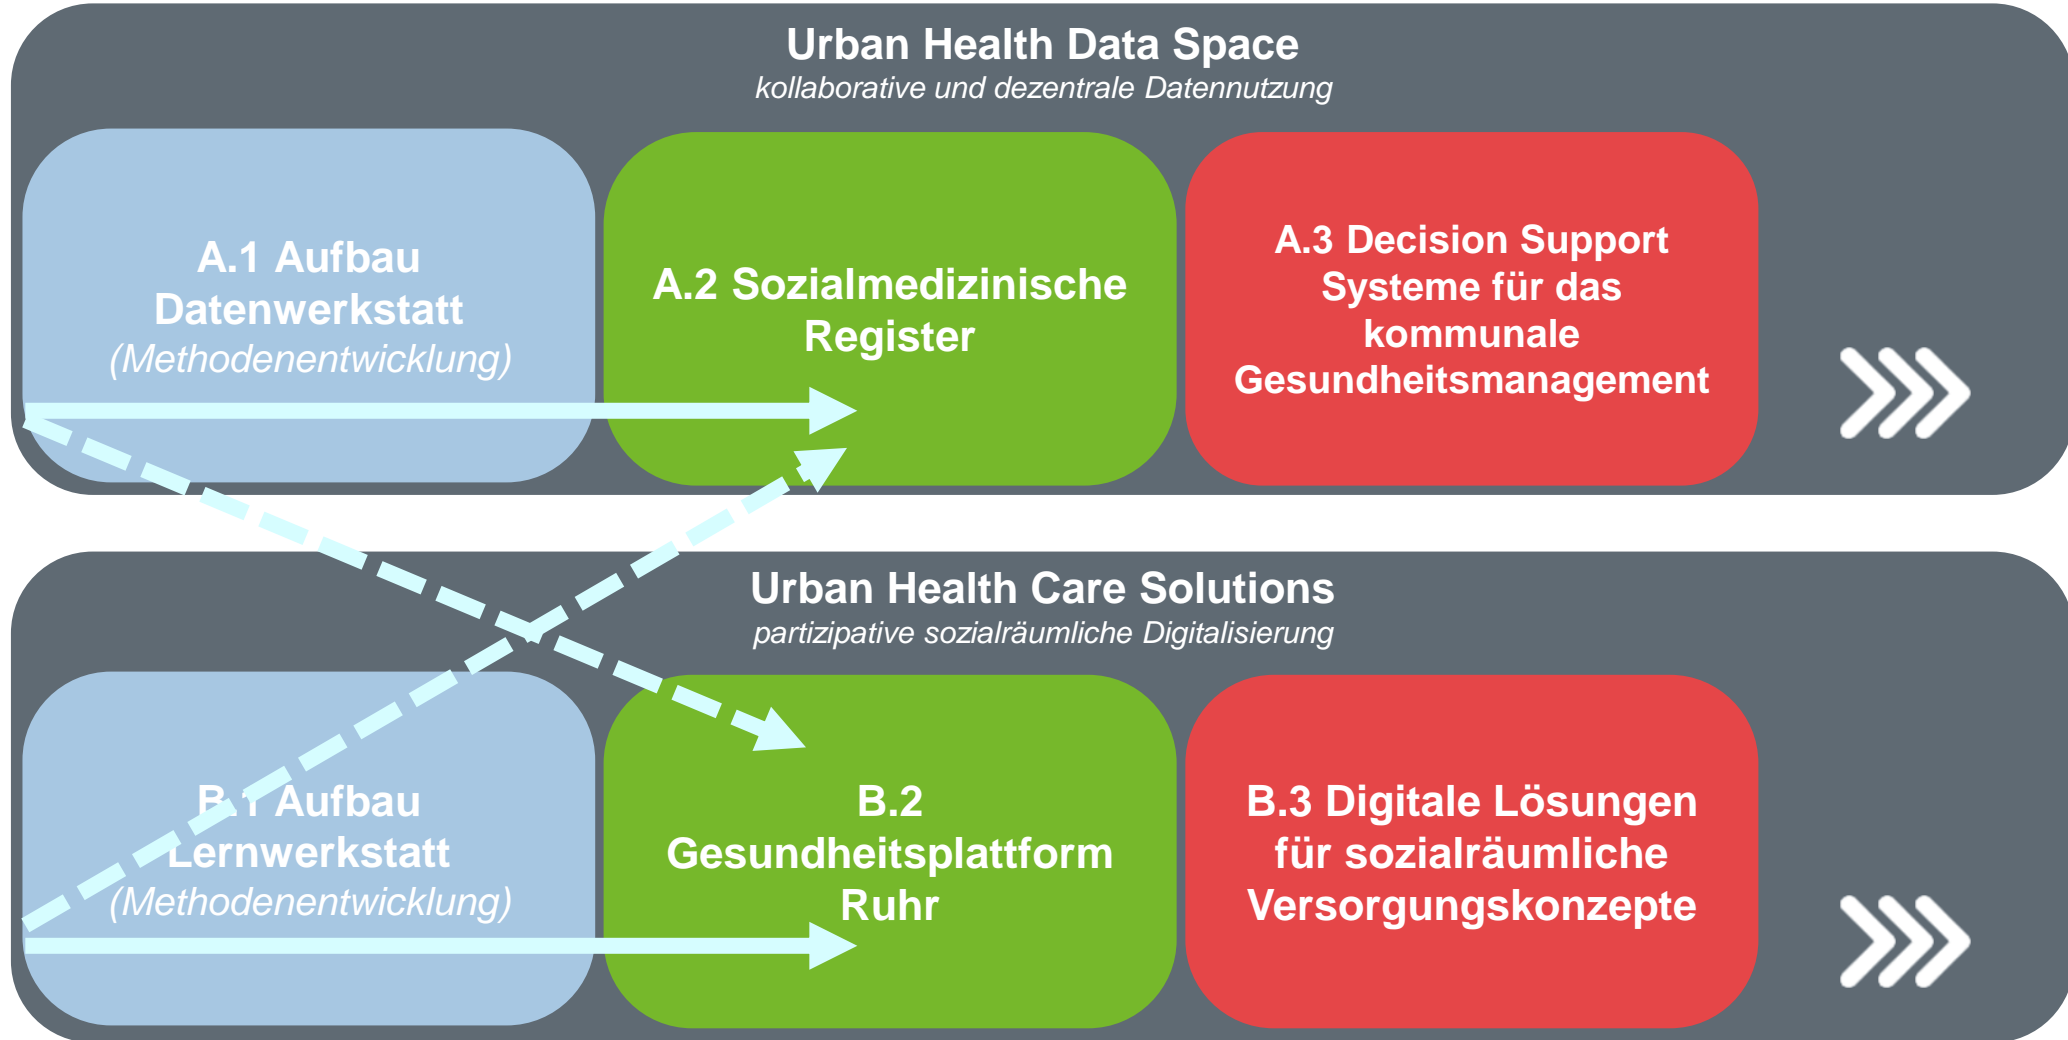 Urban Health Data Space
kollaborative und dezentrale Datennutzung
A.1 Aufbau
Datenwerkstatt
(Methodenentwicklung)
A.2 Sozialmedizinische
Register
A.3 Decision Support
Systeme für das
kommunale
Gesundheitsmanagement
Urban Health Care Solutions
partizipative sozialräumliche Digitalisierung
B.1 Aufbau
Lernwerkstatt
(Methodenentwicklung)
B.2
Gesundheitsplattform
Ruhr
B.3 Digitale Lösungen
für sozialräumliche
Versorgungskonzepte